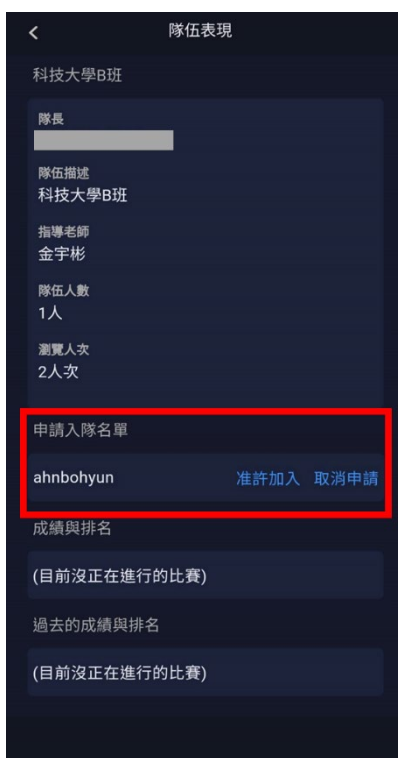 隊伍表現
科技大學B班
隊長
隊伍描述
科技大學B班
指導老師
金宇彬
隊伍人數
1人
瀏覽人次
2人次
申請入隊名單
ahnbohyun 准許加入 取消申請
成績與排名
(目前沒正在進行的比賽)
過去的成績與排名
(目前沒正在進行的比賽)